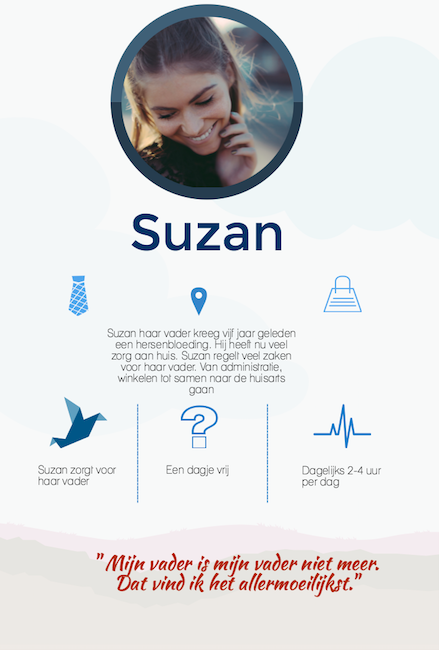 Suzan
Suzan haar vader kreeg vijf jaar geleden
een hersenbloeding. Hij heeft nu veel
zorg aan huis. Suzan regelt veel zaken
voor haar vader. Van administratie,
winkelen tot samen naar de huisarts
gaan
Suzan zorgt voor
haar vader
Een dagje vrij
Dagelijks 2-4 uur
per dag
"Mijn vader is mijn vader niet meer.
Dat vind ik het allermoeilijkst."